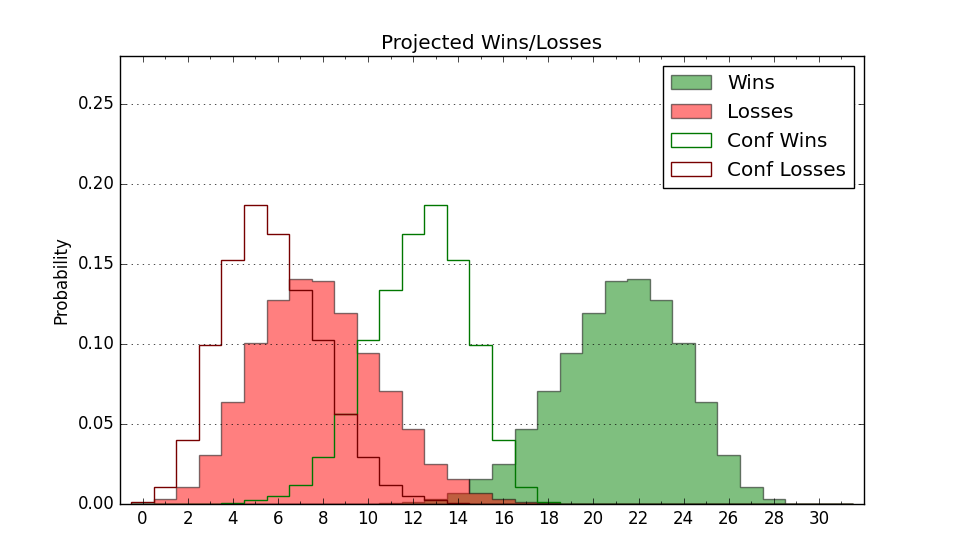 Projected Wins/Losses
Wins
Losses
Conf Wins
Conf Losses
Probability
0.25
0.20
0.15
0.10
0.05
0.00
0 2 4 6 8 10 12 14 16 18 20 22 24 26 28 30